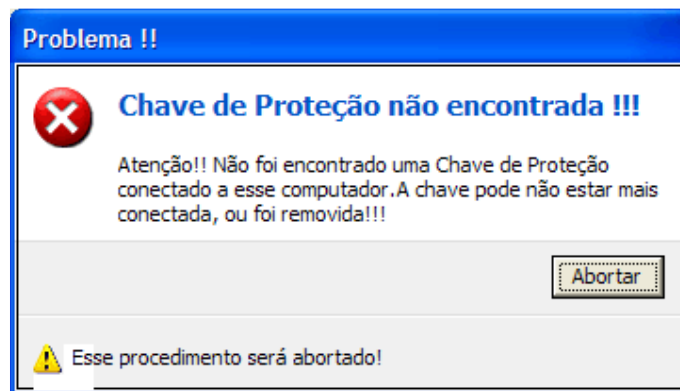 Problema !!
Chave de Proteção não encontrada !!!
Atenção!! Não foi encontrado uma Chave de Proteção
conectado a esse computador.A chave pode não estar mais
conectada, ou foi removida!!!
Abortar
Esse procedimento será abortado!